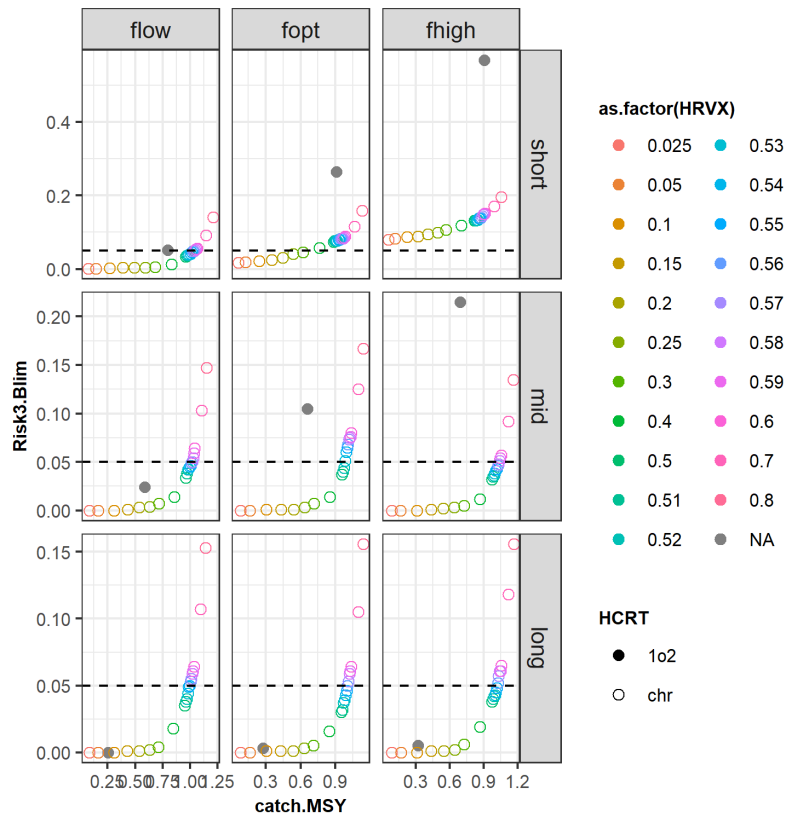 flow fopt fhigh
0.4
0.2
0.0
short
0.20
0.15
0.10
0.05
0.00
mid
0.15
0.10
0.05
0.00
long
0.25 0.50 0.75 1.00 1.25 0.3 0.6 0.9 0.3 0.6 0.9 1.2
catch.MSY
Risk3.Blim
as.factor(HRVX)
0.025 0.53
0.05 0.54
0.1 0.55
0.15 0.56
0.2 0.57
0.25 0.58
0.3 0.59
0.4 0.6
0.5 0.7
0.51 0.8
0.52 NA
HCRT
1o2
chr